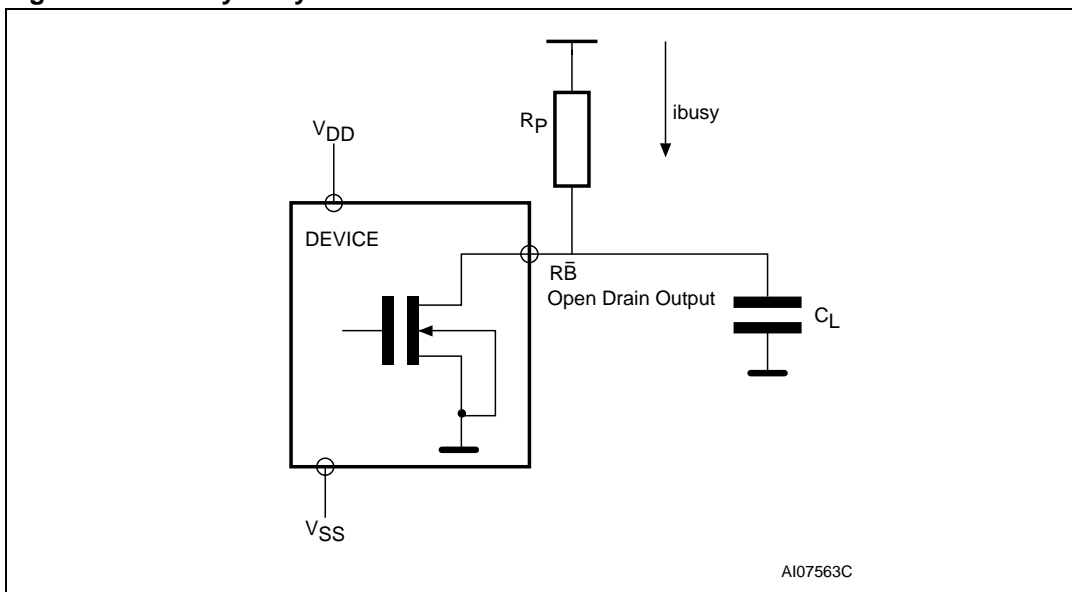 RP
ibusy
VDD
DEVICE
RB̅
Open Drain Output
CL
VSS
AI07563C